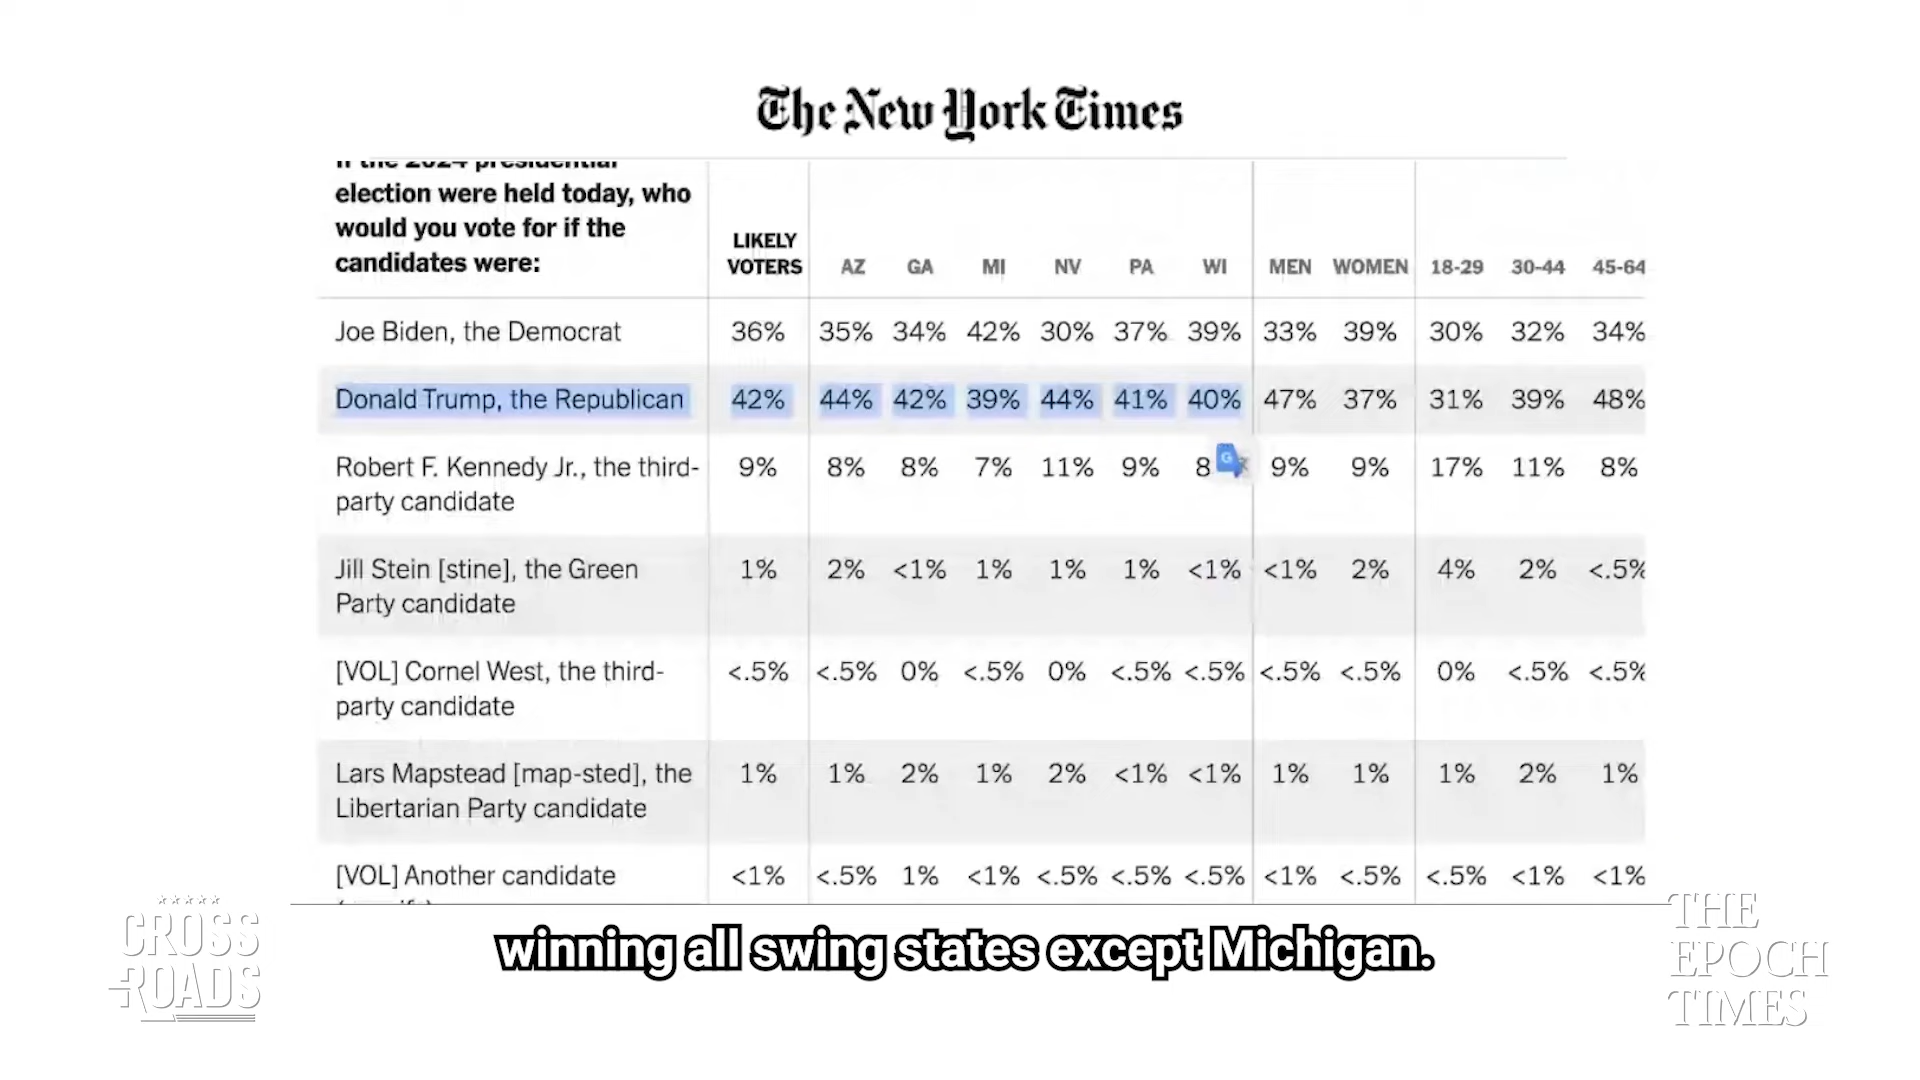 The New York Times
If the 2024 presidential
election were held today, who
would you vote for if the
candidates were:
LIKELY VOTERS AZ GA MI NV PA WI MEN WOMEN 18-29 30-44 45-64
Joe Biden, the Democrat 36% 35% 34% 42% 30% 37% 39% 33% 39% 30% 32% 34%
Donald Trump, the Republican 42% 44% 42% 39% 44% 41% 40% 47% 37% 31% 39% 48%
Robert F. Kennedy Jr., the third- 9% 8% 8% 7% 11% 9% 8 9% 9% 17% 11% 8%
party candidate
Jill Stein [stine], the Green 1% 2% <1% 1% 1% 1% <1% <1% 2% 4% 2% <.5%
Party candidate
[VOL] Cornel West, the third- <.5% <.5% 0% <.5% 0% <.5% <.5% <.5% <.5% 0% <.5% <.5%
party candidate
Lars Mapstead [map-sted], the 1% 1% 2% 1% 2% <1% <1% 1% 1% 1% 2% 1%
Libertarian Party candidate
[VOL] Another candidate <1% <.5% 1% <1% <.5% <.5% <.5% <1% <.5% <.5% <1% <1%
winning all swing states except Michigan.
CROSS
ROADS
THE
EPOCH
TIMES